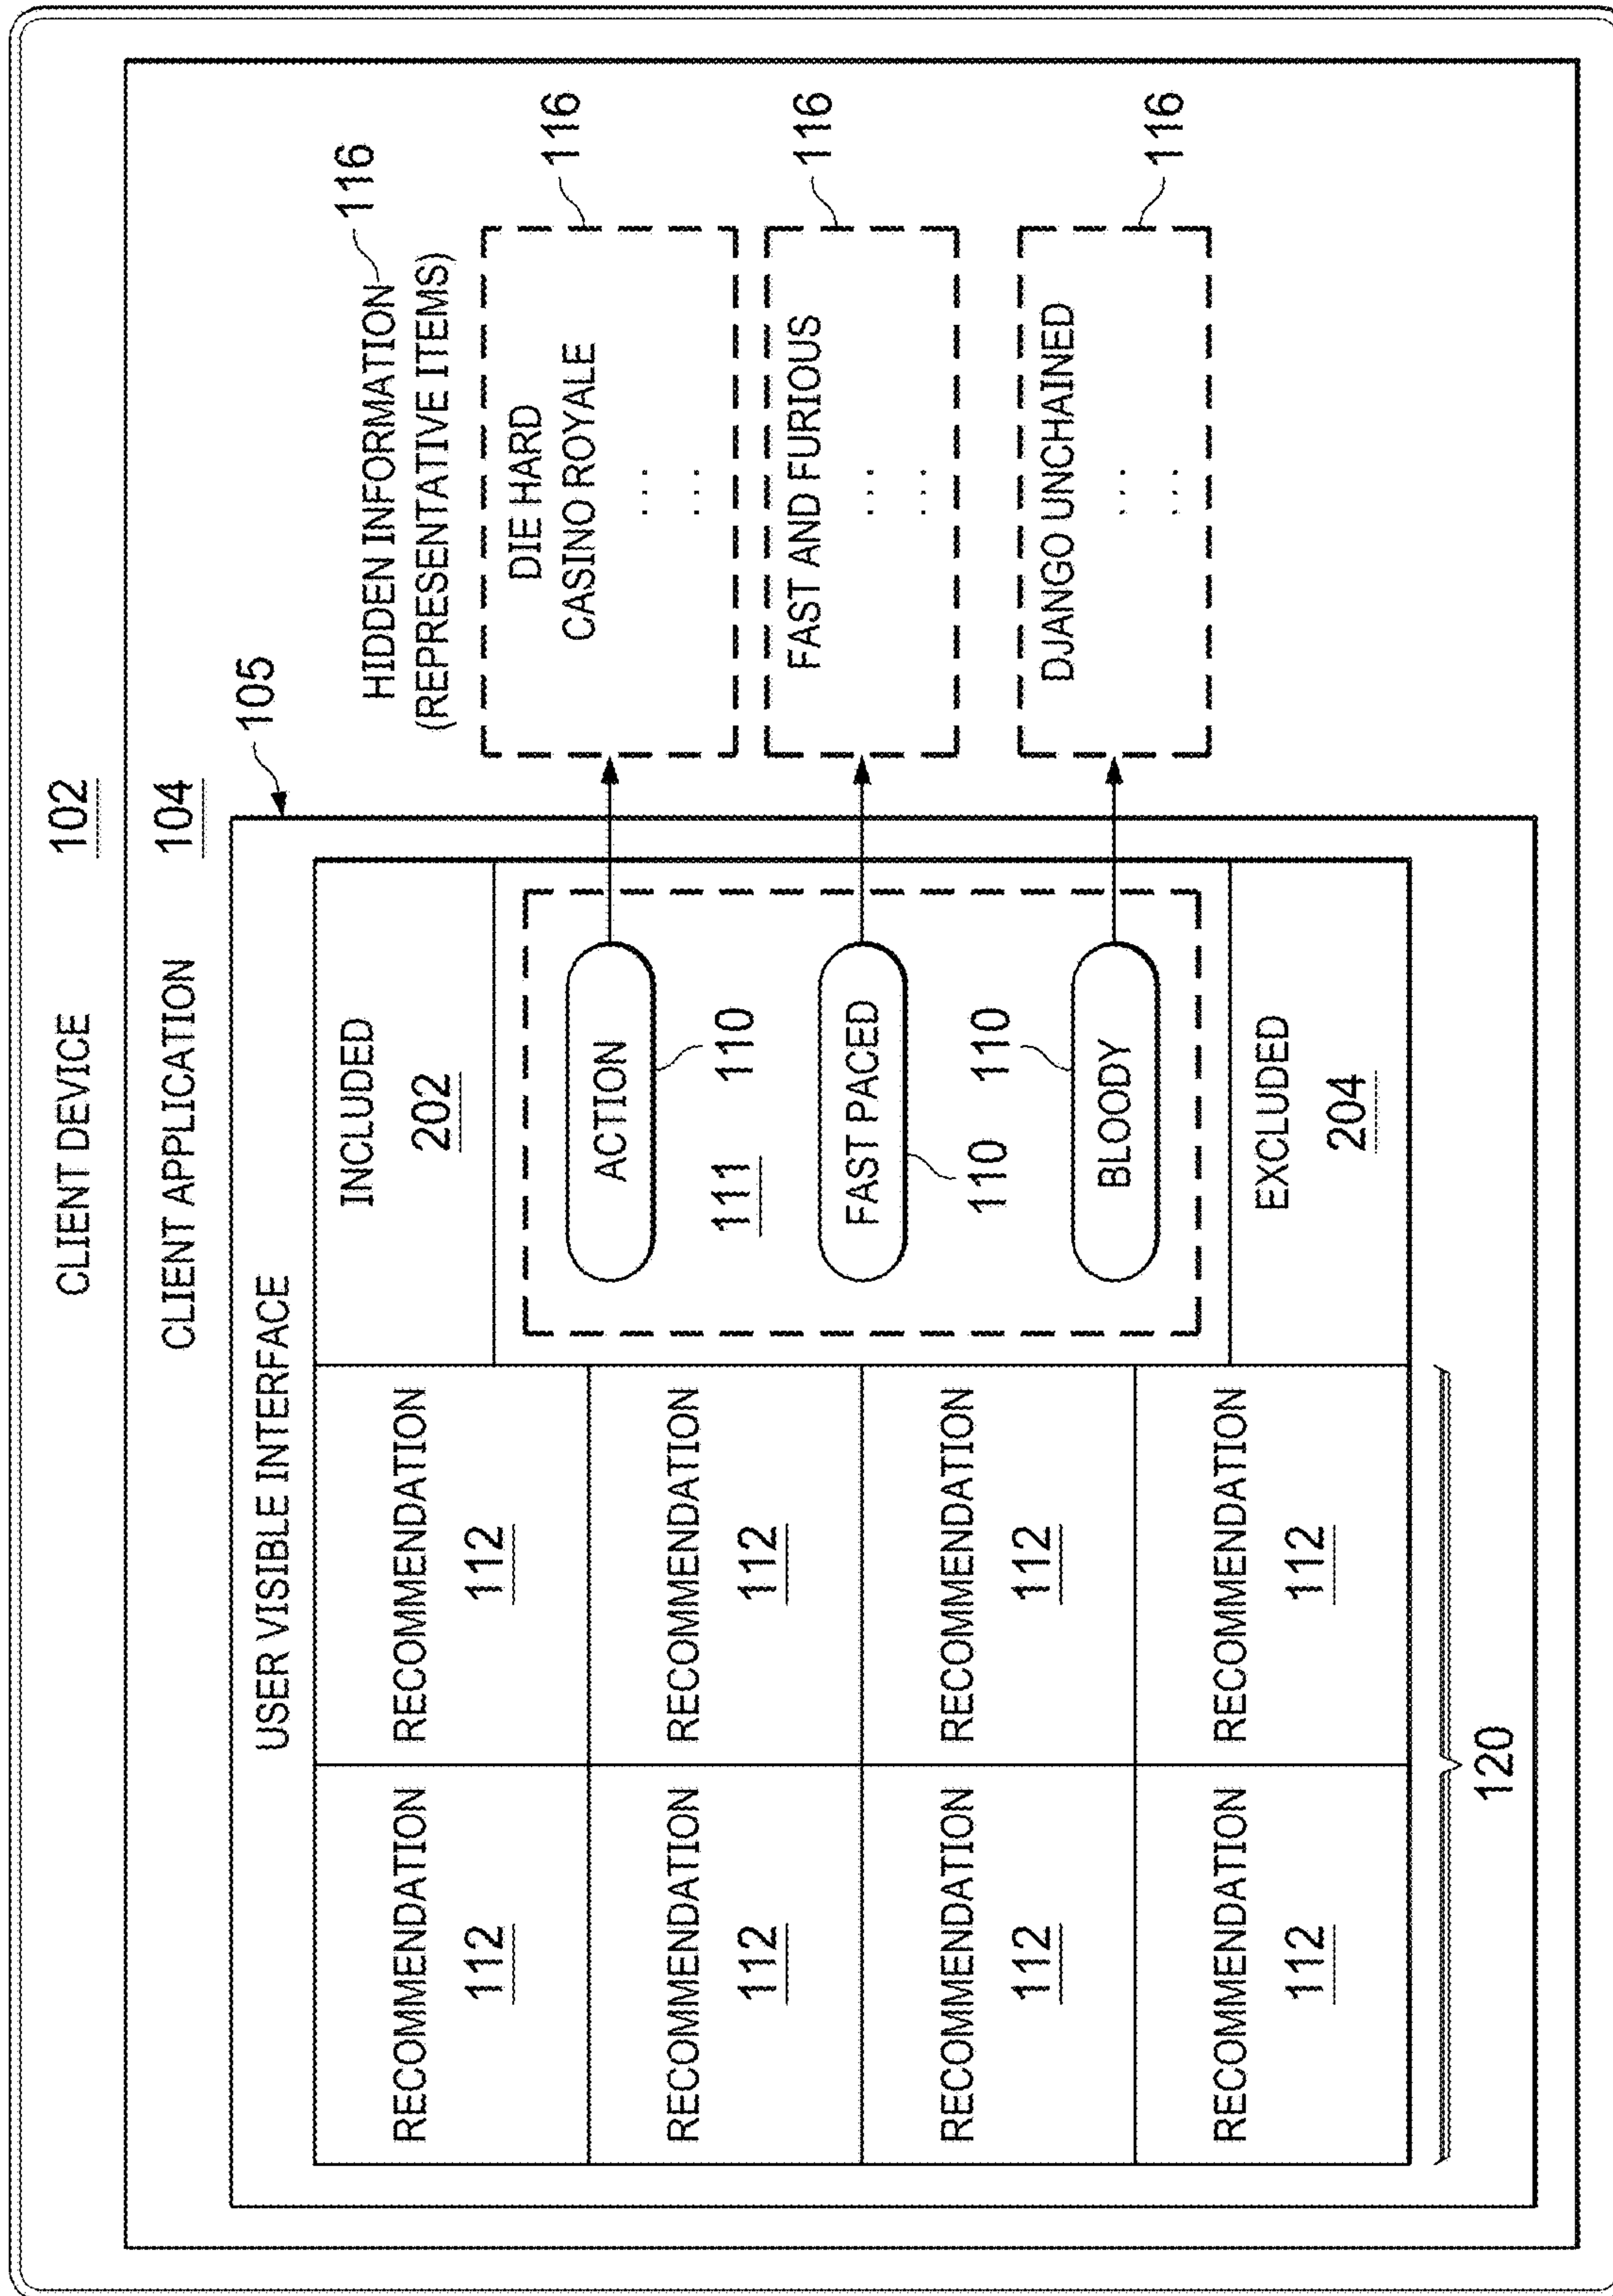 CLIENT DEVICE 102
CLIENT APPLICATION 104
USER VISIBLE INTERFACE
105
RECOMMENDATION
112
RECOMMENDATION
112
RECOMMENDATION
112
RECOMMENDATION
112
RECOMMENDATION
112
RECOMMENDATION
112
RECOMMENDATION
112
RECOMMENDATION
112
120
INCLUDED
202
ACTION
110
111
FAST PACED
110
110
BLOODY
EXCLUDED
204
HIDDEN INFORMATION 116
(REPRESENTATIVE ITEMS)
DIE HARD
CASINO ROYALE
...
...
116
FAST AND FURIOUS
...
...
116
DJANGO UNCHAINED
...
...
116